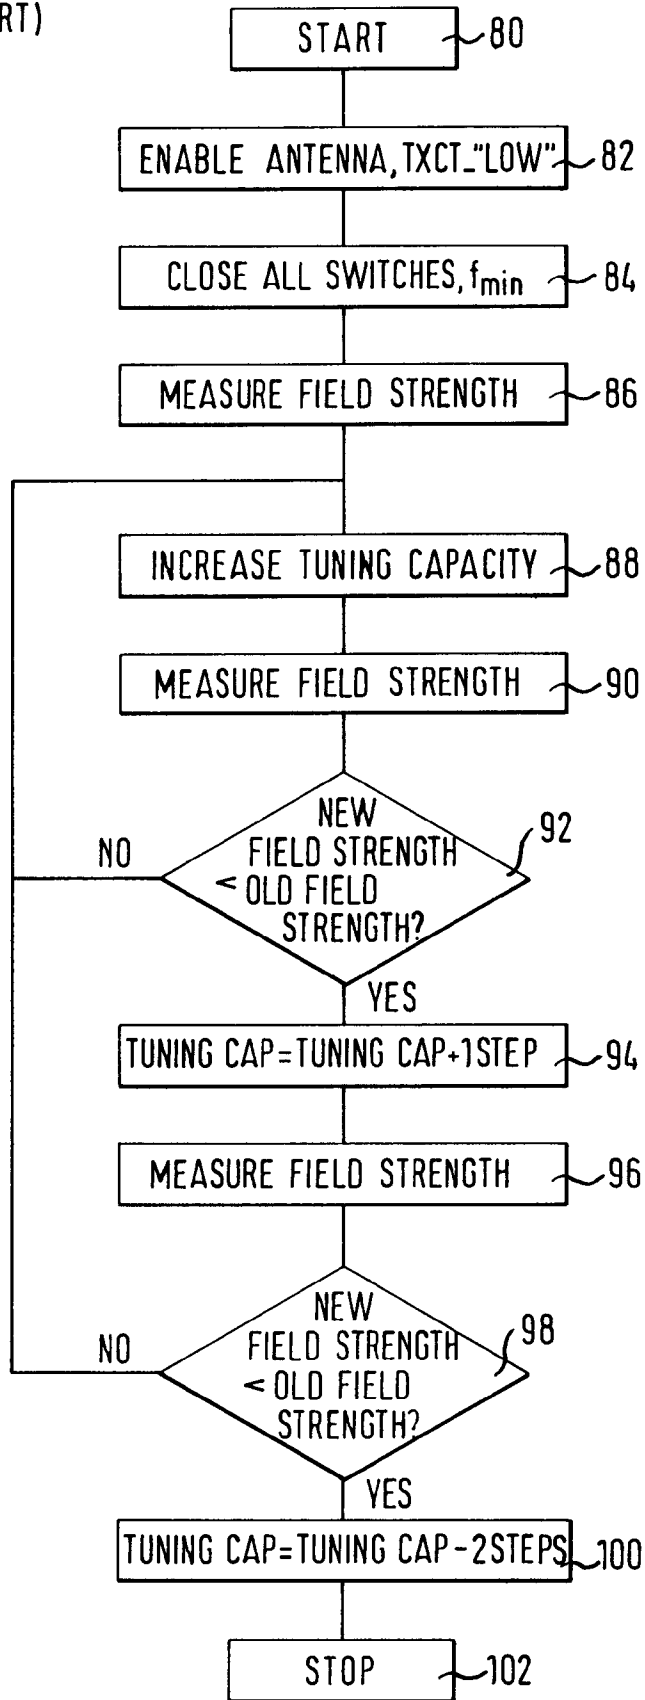 RT)
START 80
ENABLE ANTENNA, TXCT_"LOW" 82
CLOSE ALL SWITCHES, fmin 84
MEASURE FIELD STRENGTH 86
INCREASE TUNING CAPACITY 88
MEASURE FIELD STRENGTH 90
NEW
FIELD STRENGTH
< OLD FIELD
STRENGTH?
92
NO
YES
TUNING CAP=TUNING CAP+1STEP 94
MEASURE FIELD STRENGTH 96
NEW
FIELD STRENGTH
< OLD FIELD
STRENGTH?
98
NO
YES
TUNING CAP=TUNING CAP-2STEPS 100
STOP 102